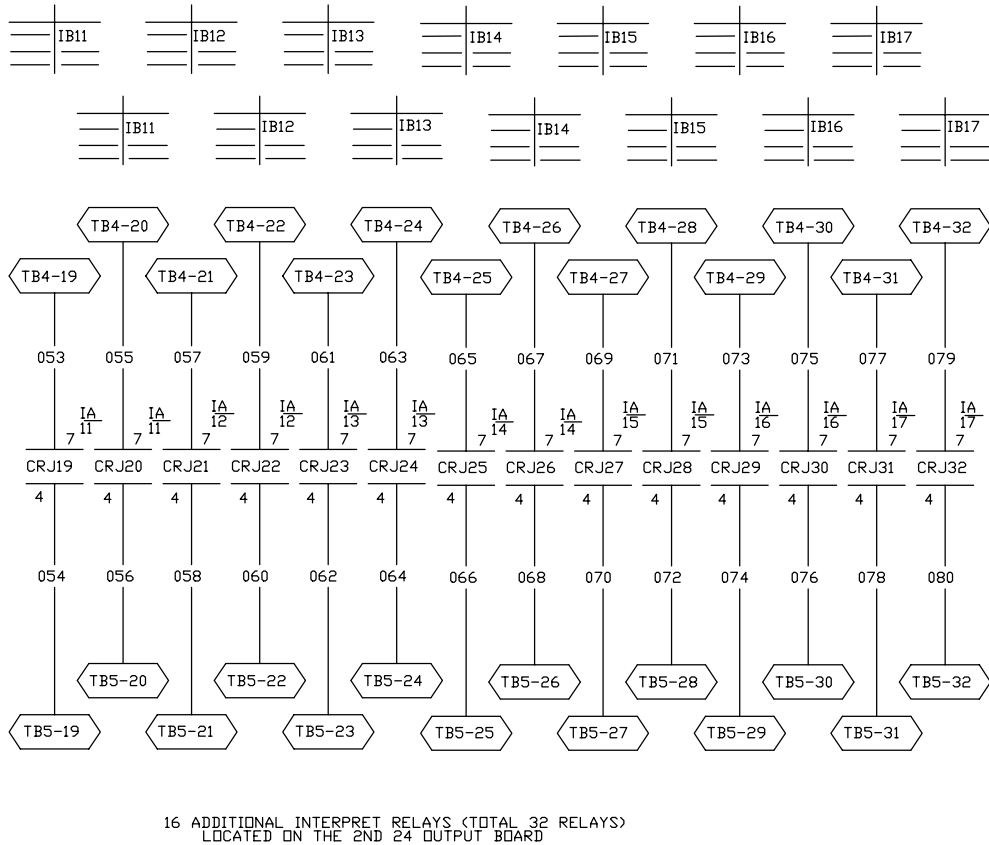 IB11 IB12 IB13 IB14 IB15 IB16 IB17
IB11 IB12 IB13 IB14 IB15 IB16 IB17
TB4-20 TB4-22 TB4-24 TB4-26 TB4-28 TB4-30 TB4-32
TB4-19 TB4-21 TB4-23 TB4-25 TB4-27 TB4-29 TB4-31
053 055 057 059 061 063 065 067 069 071 073 075 077 079
IA IA IA IA IA IA IA IA IA IA IA IA IA IA
11 11 12 12 13 13 14 14 15 15 16 16 17 17
7 7 7 7 7 7 7 7 7 7 7 7 7 7
CRJ19 CRJ20 CRJ21 CRJ22 CRJ23 CRJ24 CRJ25 CRJ26 CRJ27 CRJ28 CRJ29 CRJ30 CRJ31 CRJ32
4 4 4 4 4 4 4 4 4 4 4 4 4 4
054 056 058 060 062 064 066 068 070 072 074 076 078 080
TB5-20 TB5-22 TB5-24 TB5-26 TB5-28 TB5-30 TB5-32
TB5-19 TB5-21 TB5-23 TB5-25 TB5-27 TB5-29 TB5-31
16 ADDITIONAL INTERPRET RELAYS (TOTAL 32 RELAYS)
LOCATED ON THE 2ND 24 OUTPUT BOARD